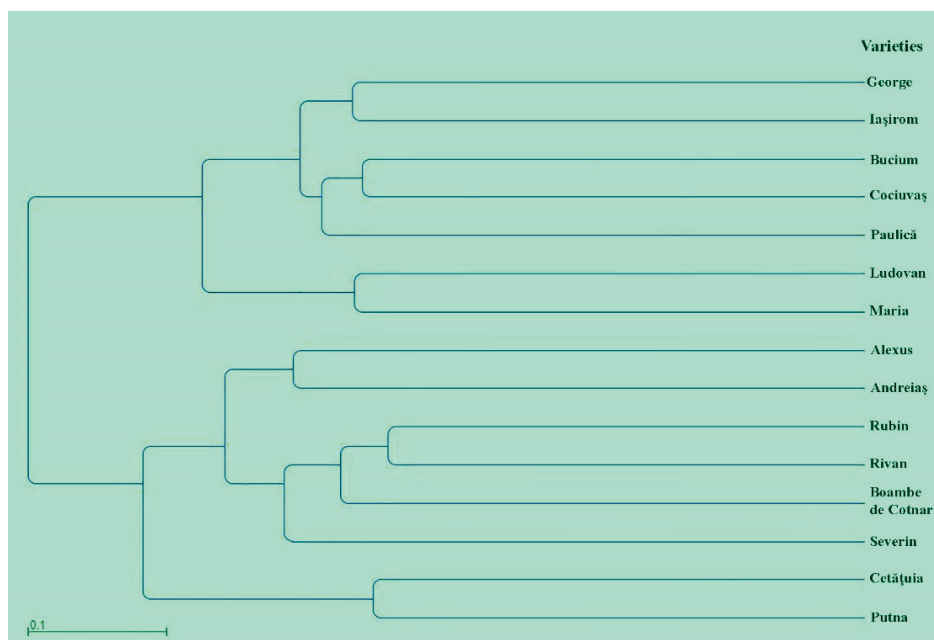 Varieties
George
Iaşirom
Bucium
Cociuvaş
Paulică
Ludovan
Maria
Alexus
Andreiaş
Rubin
Rivan
Boambe
de Cotnar
Severin
Cetăţuia
Putna
0.1